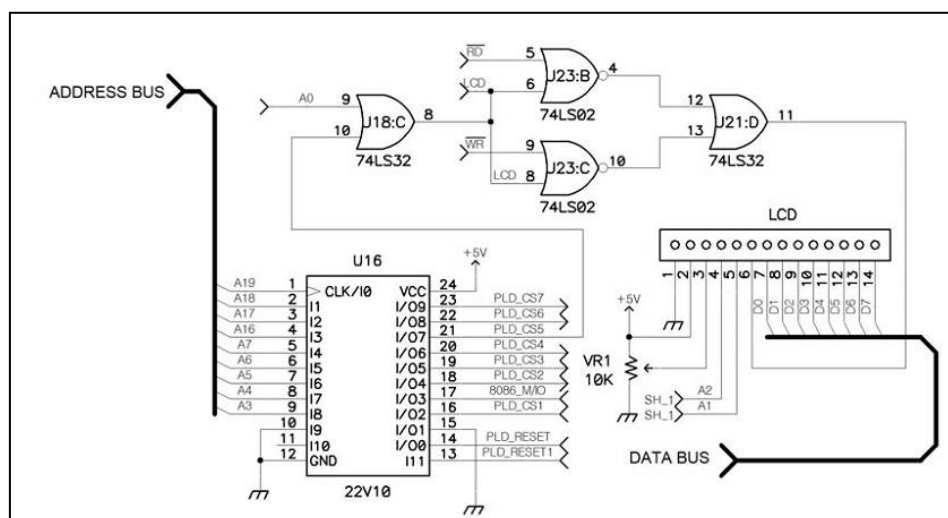 ADDRESS BUS
A0
9
10
U18:C
8
74LS32
RD
LCD
5
6
U23:B
4
74LS02
WR
LCD
9
8
U23:C
10
74LS02
12
13
U21:D
11
74LS32
LCD
1
2
3
4
5
6
7
8
9
10
11
12
13
14
D0
D1
D2
D3
D4
D5
D6
D7
+5V
VR1
10K
SH_1
A2
SH_1
A1
DATA BUS
U16
+5V
A19 1 CLK/I0 VCC 24
A18 2 I1 I/O9 23 PLD_CS7
A17 3 I2 I/O8 22 PLD_CS6
A16 4 I3 I/O7 21 PLD_CS5
A7 5 I4 I/O6 20 PLD_CS4
A6 6 I5 I/O5 19 PLD_CS3
A5 7 I6 I/O4 18 PLD_CS2
A4 8 I7 I/O3 17 8086_M/IO
A3 9 I8 I/O2 16 PLD_CS1
10 I9 I/O1 15
11 I10 I/O0 14 PLD_RESET
12 GND I11 13 PLD_RESET1
22V10